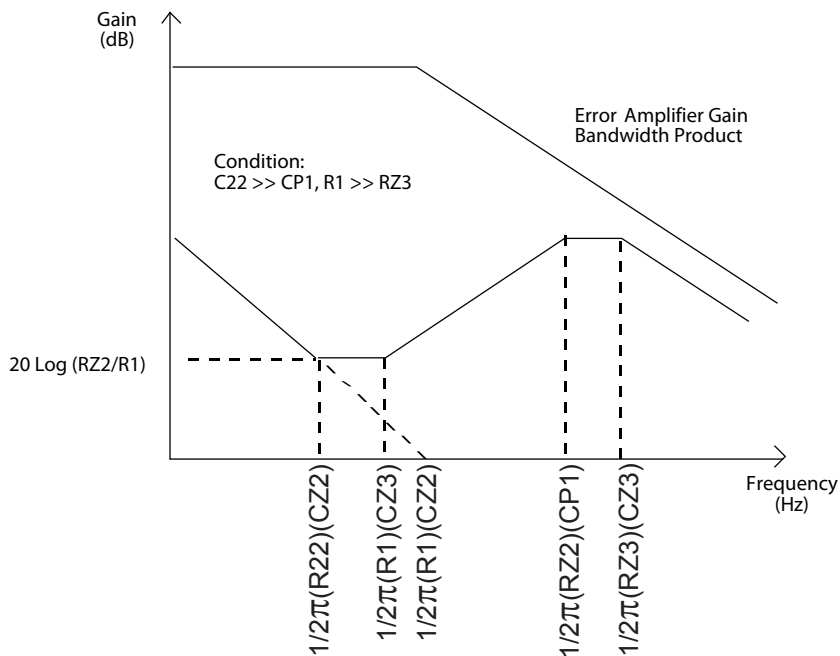 Gain
(dB)
Error Amplifier Gain
Bandwidth Product
Condition:
C22 >> CP1, R1 >> RZ3
20 Log (RZ2/R1)
Frequency
(Hz)
1/2π(R22)(CZ2)
1/2π(R1)(CZ3)
1/2π(R1)(CZ2)
1/2π(RZ2)(CP1)
1/2π(RZ3)(CZ3)